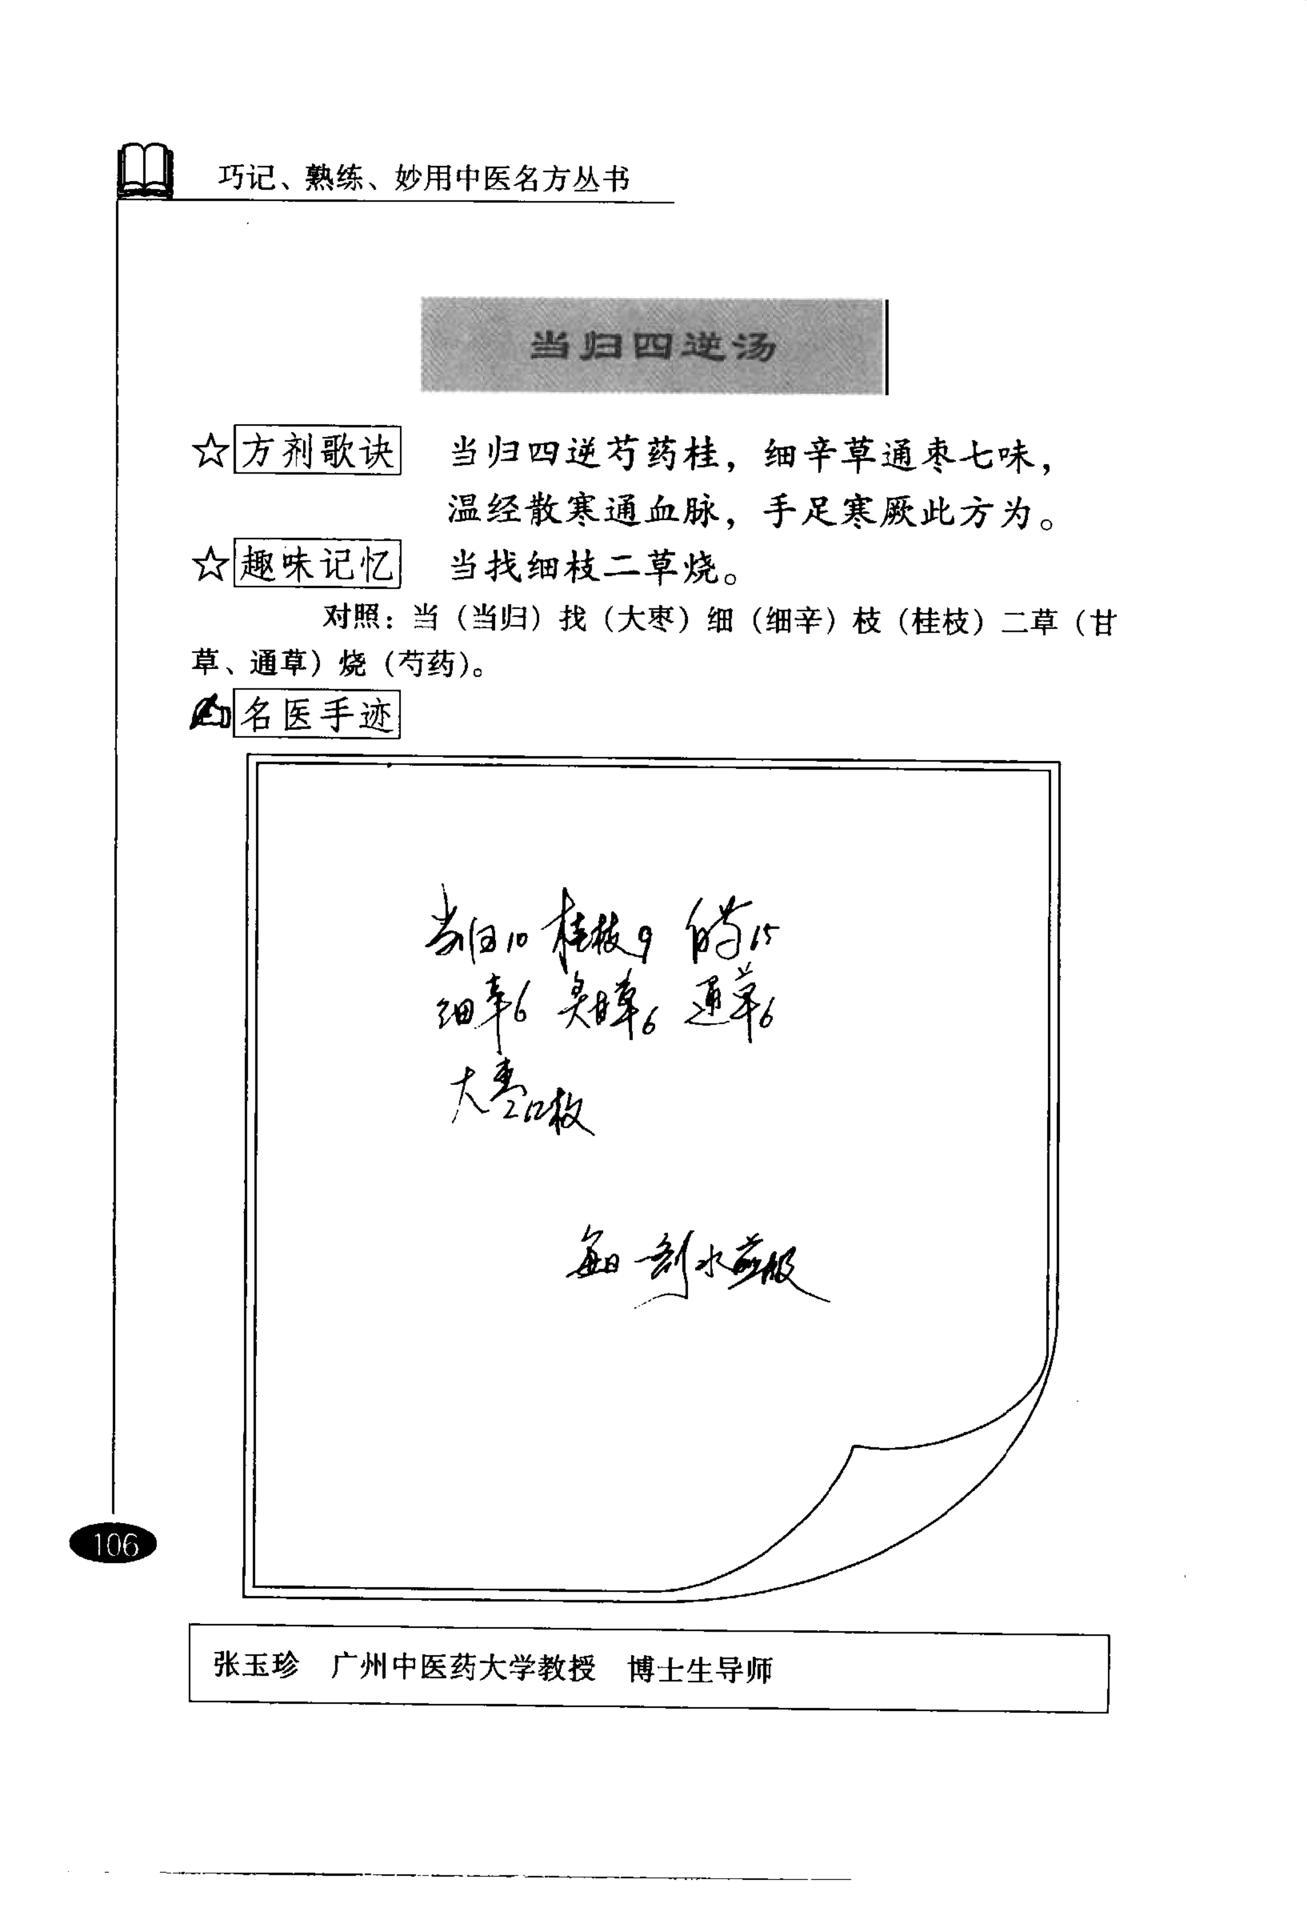 巧记、熟练、妙用中医名方丛书
当归四逆汤
☆方剂歌诀 当归四逆芍药桂，细辛草通枣七味，
温经散寒通血脉，手足寒厥此方为。
☆趣味记忆 当找细枝二草烧。
对照：当（当归）找（大枣）细（细辛）枝（桂枝）二草（甘
草、通草）烧（芍药）。
名医手迹
当归10 桂枝9 白芍15
细辛6 炙甘草6 通草6
大枣 枚
每日一剂水煎服
106
张玉珍 广州中医药大学教授 博士生导师